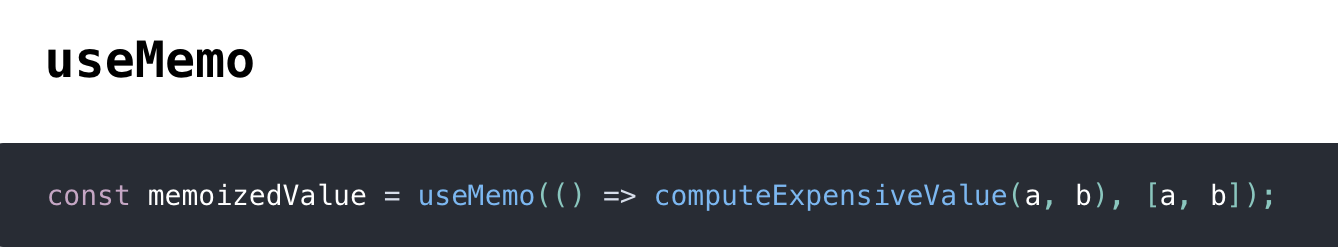 useMemo
const memoizedValue = useMemo(() => computeExpensiveValue(a, b), [a, b]);